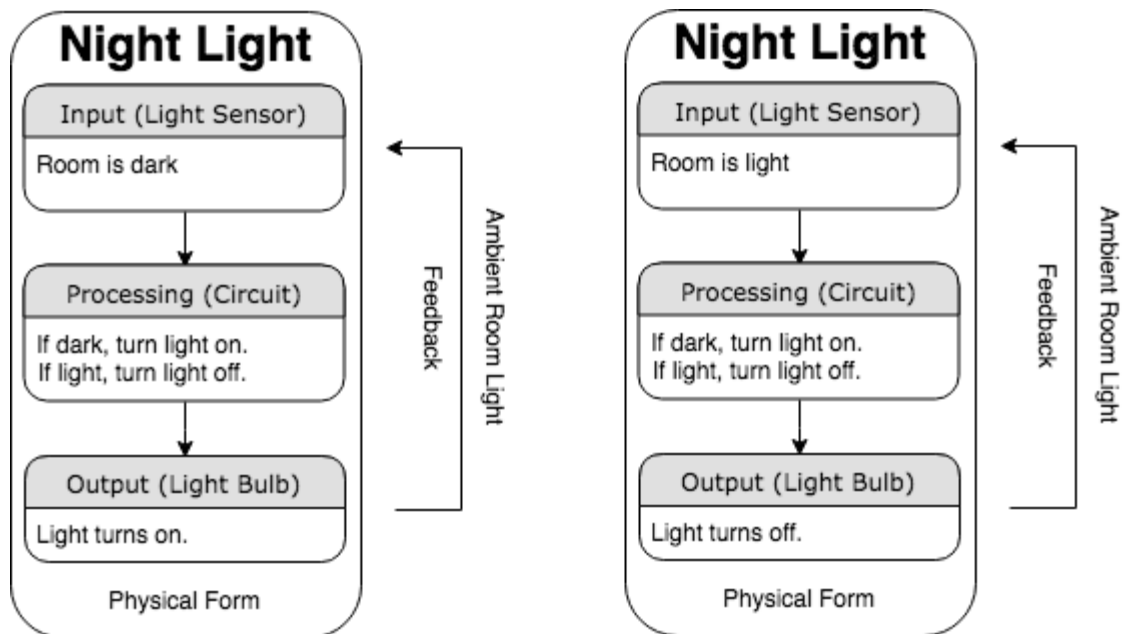 Night Light
Input (Light Sensor)
Room is dark
Processing (Circuit)
If dark, turn light on.
If light, turn light off.
Output (Light Bulb)
Light turns on.
Physical Form
Feedback
Ambient Room Light
Night Light
Input (Light Sensor)
Room is light
Processing (Circuit)
If dark, turn light on.
If light, turn light off.
Output (Light Bulb)
Light turns off.
Physical Form
Feedback
Ambient Room Light